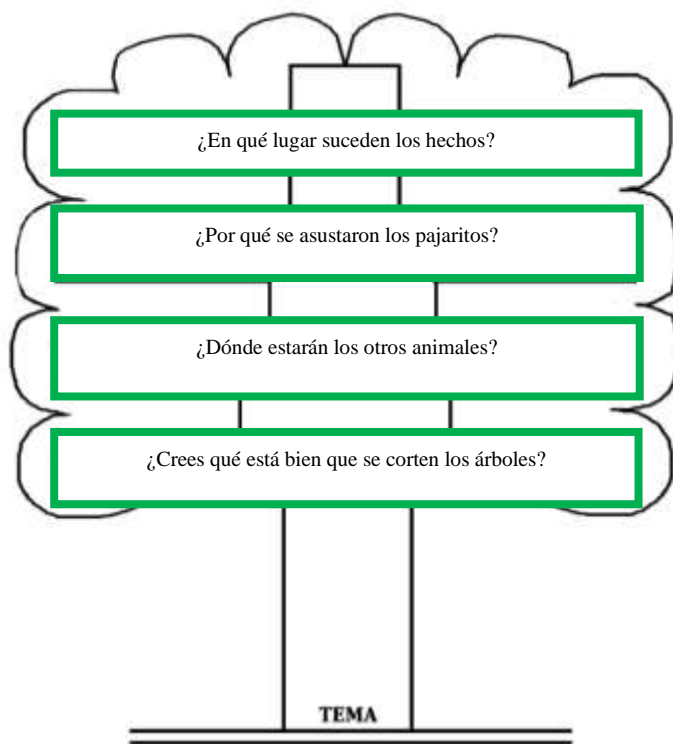 ¿En qué lugar suceden los hechos?
¿Por qué se asustaron los pajaritos?
¿Dónde estarán los otros animales?
¿Crees qué está bien que se corten los árboles?
TEMA